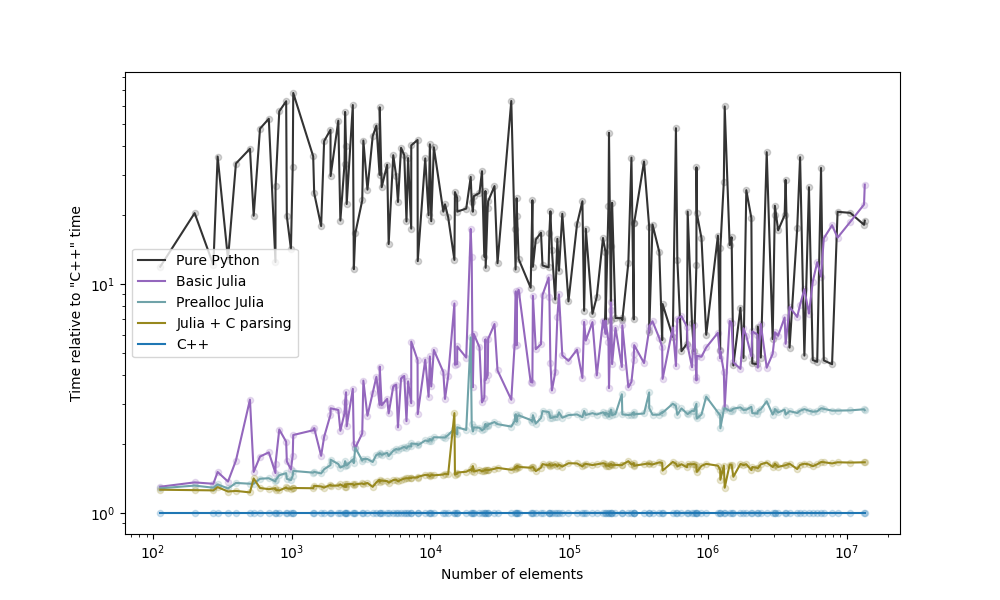 Time relative to "C++" time
10¹
10⁰
Pure Python
Basic Julia
Prealloc Julia
Julia + C parsing
C++
10² 10³ 10⁴ 10⁵ 10⁶ 10⁷
Number of elements